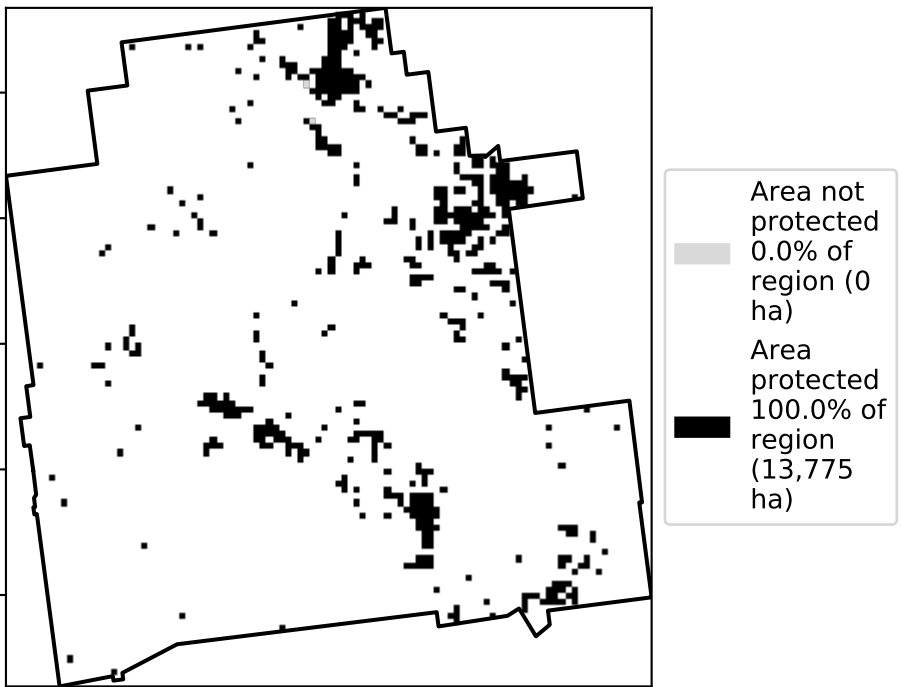 Area not
protected
0.0% of
region (0
ha)
Area
protected
100.0% of
region
(13,775
ha)